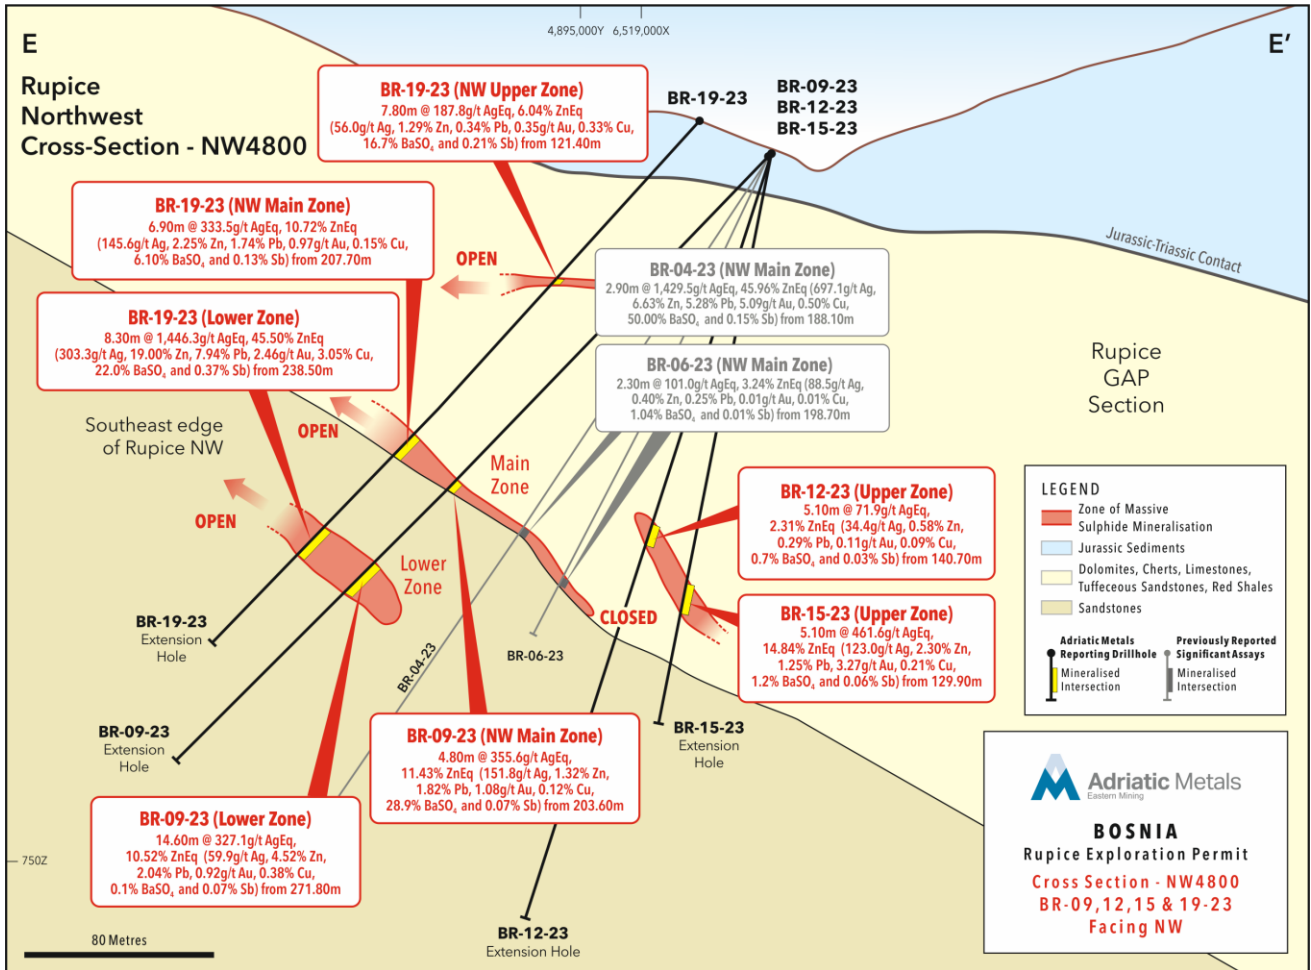 4,895,000Y 6,519,000X
E
E'
Rupice
Northwest
Cross-Section - NW4800
BR-19-23 (NW Upper Zone)
7.80m @ 187.8g/t AgEq, 6.04% ZnEq
(56.0g/t Ag, 1.29% Zn, 0.34% Pb, 0.35g/t Au, 0.33% Cu,
16.7% BaSO₄ and 0.21% Sb) from 121.40m
BR-19-23
BR-09-23
BR-12-23
BR-15-23
BR-19-23 (NW Main Zone)
6.90m @ 333.5g/t AgEq, 10.72% ZnEq
(145.6g/t Ag, 2.25% Zn, 1.74% Pb, 0.97g/t Au, 0.15% Cu,
6.10% BaSO₄ and 0.13% Sb) from 207.70m
Jurassic-Triassic Contact
OPEN
BR-04-23 (NW Main Zone)
2.90m @ 1,429.5g/t AgEq, 45.96% ZnEq (697.1g/t Ag,
6.63% Zn, 5.28% Pb, 5.09g/t Au, 0.50% Cu,
50.00% BaSO₄ and 0.15% Sb) from 188.10m
BR-19-23 (Lower Zone)
8.30m @ 1,446.3g/t AgEq, 45.50% ZnEq
(303.3g/t Ag, 19.00% Zn, 7.94% Pb, 2.46g/t Au, 3.05% Cu,
22.0% BaSO₄ and 0.37% Sb) from 238.50m
BR-06-23 (NW Main Zone)
2.30m @ 101.0g/t AgEq, 3.24% ZnEq (88.5g/t Ag,
0.40% Zn, 0.25% Pb, 0.01g/t Au, 0.01% Cu,
1.04% BaSO₄ and 0.01% Sb) from 198.70m
Rupice
GAP
Section
Southeast edge
of Rupice NW
OPEN
Main
Zone
OPEN
Lower
Zone
BR-12-23 (Upper Zone)
5.10m @ 71.9g/t AgEq,
2.31% ZnEq (34.4g/t Ag, 0.58% Zn,
0.29% Pb, 0.11g/t Au, 0.09% Cu,
0.7% BaSO₄ and 0.03% Sb) from 140.70m
BR-15-23 (Upper Zone)
5.10m @ 461.6g/t AgEq,
14.84% ZnEq (123.0g/t Ag, 2.30% Zn,
1.25% Pb, 3.27g/t Au, 0.21% Cu,
1.2% BaSO₄ and 0.06% Sb) from 129.90m
CLOSED
BR-19-23
Extension
Hole
BR-04-23
BR-06-23
BR-09-23
Extension
Hole
BR-15-23
Extension
Hole
BR-09-23 (NW Main Zone)
4.80m @ 355.6g/t AgEq,
11.43% ZnEq (151.8g/t Ag, 1.32% Zn,
1.82% Pb, 1.08g/t Au, 0.12% Cu,
28.9% BaSO₄ and 0.07% Sb) from 203.60m
BR-09-23 (Lower Zone)
14.60m @ 327.1g/t AgEq,
10.52% ZnEq (59.9g/t Ag, 4.52% Zn,
2.04% Pb, 0.92g/t Au, 0.38% Cu,
0.1% BaSO₄ and 0.07% Sb) from 271.80m
BR-12-23
Extension Hole
750Z
80 Metres
LEGEND
Zone of Massive
Sulphide Mineralisation
Jurassic Sediments
Dolomites, Cherts, Limestones,
Tuffeceous Sandstones, Red Shales
Sandstones
Adriatic Metals
Reporting Drillhole
Mineralised
Intersection
Previously Reported
Significant Assays
Mineralised
Intersection
Adriatic Metals
Eastern Mining
BOSNIA
Rupice Exploration Permit
Cross Section - NW4800
BR-09,12,15 & 19-23
Facing NW